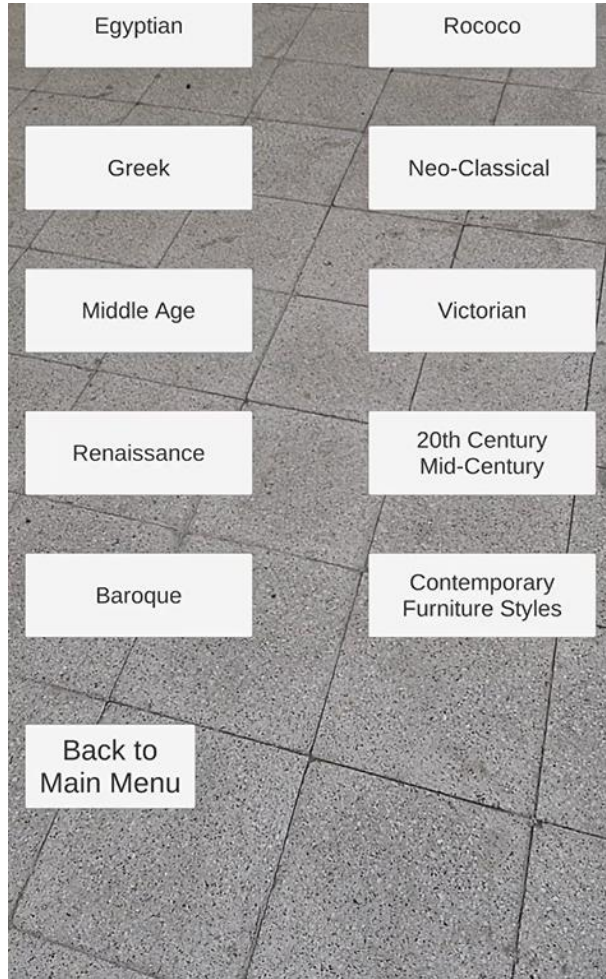 Egyptian
Rococo
Greek
Neo-Classical
Middle Age
Victorian
Renaissance
20th Century
Mid-Century
Baroque
Contemporary
Furniture Styles
Back to
Main Menu